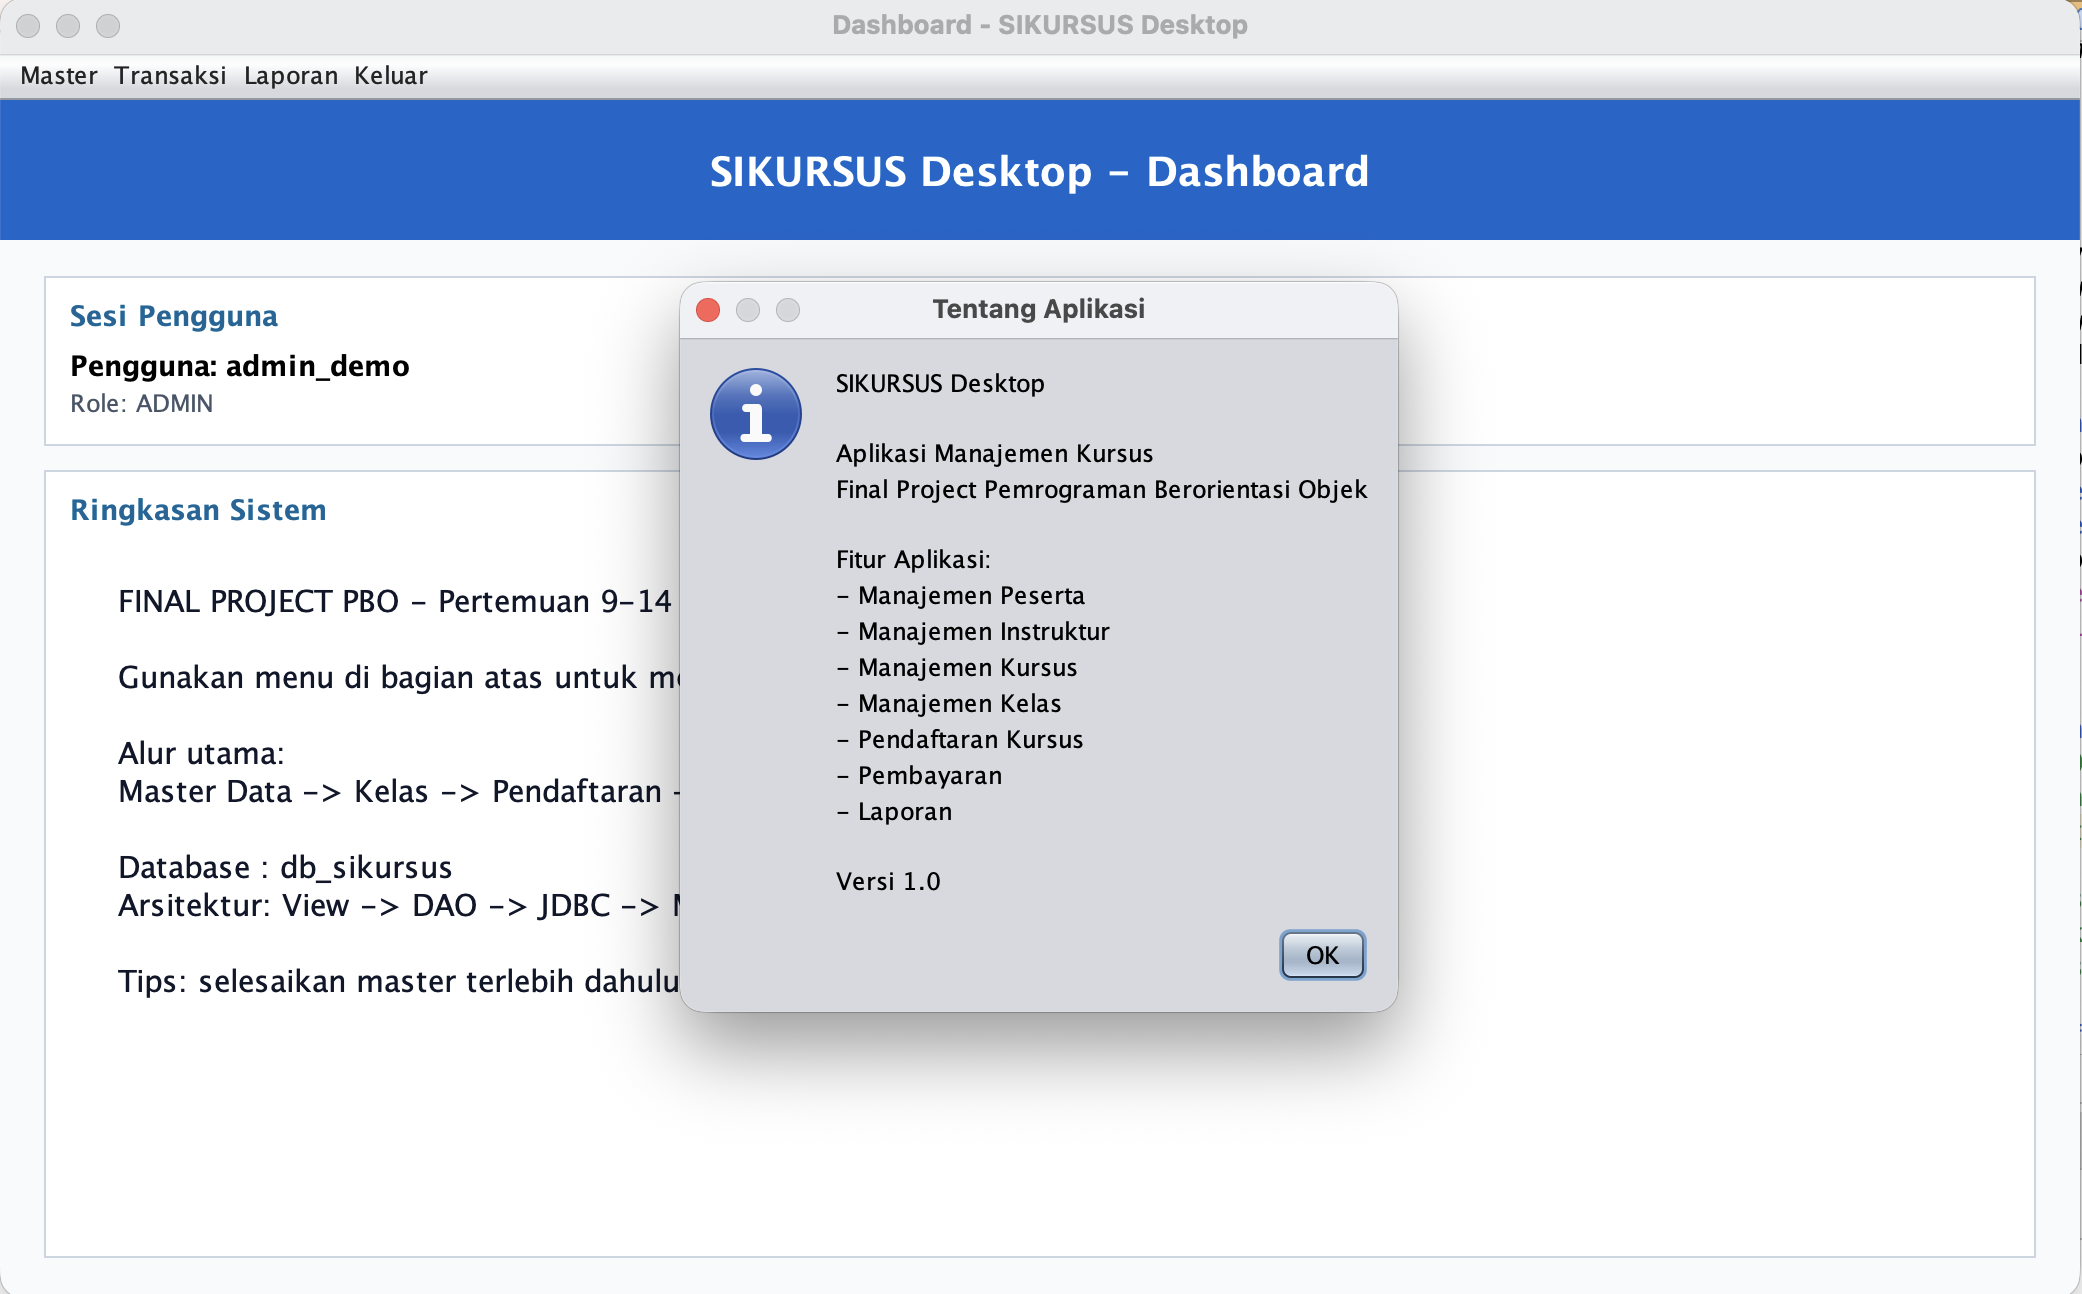 Dashboard - SIKURSUS Desktop
Master Transaksi Laporan Keluar
SIKURSUS Desktop - Dashboard
Sesi Pengguna
Pengguna: admin_demo
Role: ADMIN
Ringkasan Sistem
FINAL PROJECT PBO - Pertemuan 9-14
Gunakan menu di bagian atas untuk
Alur utama:
Master Data -> Kelas -> Pendaftaran
Database : db_sikursus
Arsitektur: View -> DAO -> JDBC ->
Tips: selesaikan master terlebih dahulu
Tentang Aplikasi
SIKURSUS Desktop
Aplikasi Manajemen Kursus
Final Project Pemrograman Berorientasi Objek
Fitur Aplikasi:
- Manajemen Peserta
- Manajemen Instruktur
- Manajemen Kursus
- Manajemen Kelas
- Pendaftaran Kursus
- Pembayaran
- Laporan
Versi 1.0
OK